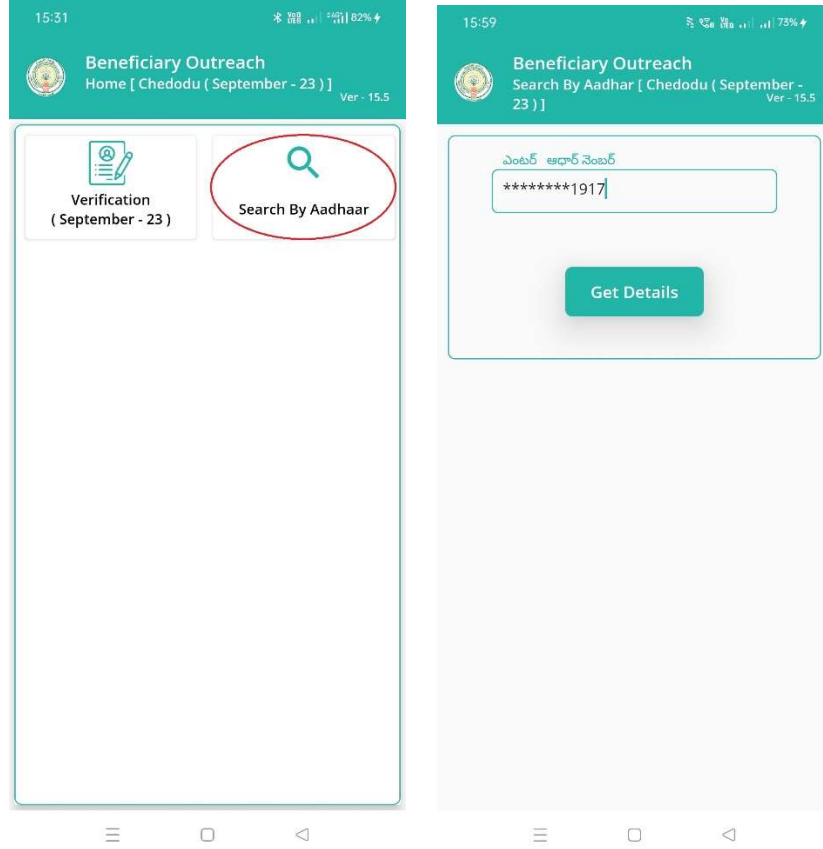 15:31
82%
Beneficiary Outreach
Home [ Chedodu ( September - 23 ) ]
Ver - 15.5
Verification
( September - 23 )
Search By Aadhaar
15:59
73%
Beneficiary Outreach
Search By Aadhar [ Chedodu ( September -
23 ) ]
Ver - 15.5
ఎంటర్ ఆధార్ నెంబర్
********1917
Get Details